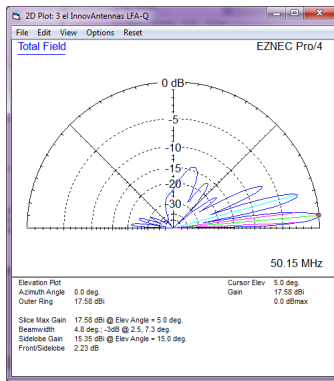 2D Plot: 3 el InnovAntennas LFA-Q
File Edit View Options Reset
Total Field EZNEC Pro/4
0 dB
-5
-10
-15
-20
-30
50.15 MHz
Elevation Plot Cursor Elev 5.0 deg.
Azimuth Angle 0.0 deg. Gain 17.58 dBi
Outer Ring 17.58 dBi 0.0 dBmax
Slice Max Gain 17.58 dBi @ Elev Angle = 5.0 deg.
Beamwidth 4.8 deg.; -3dB @ 2.5, 7.3 deg.
Sidelobe Gain 15.35 dBi @ Elev Angle = 15.0 deg.
Front/Sidelobe 2.23 dB